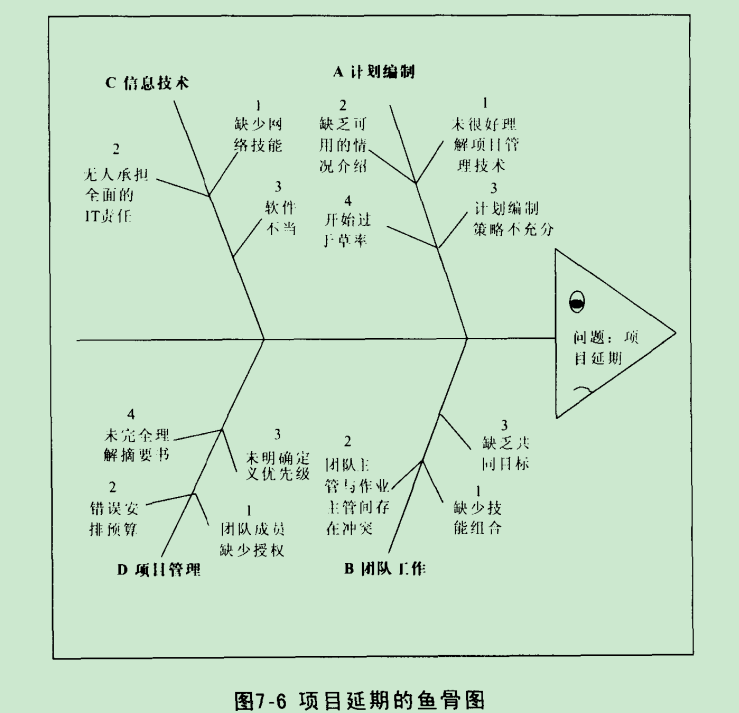 C 信息技术
A 计划编制
1
缺少网
络技能
2
无人承担
全面的
IT责任
3
软件
不当
2
缺乏可
用的情
况介绍
1
未很好理
解项目管
理技术
4
开始过
于草率
3
计划编制
策略不充分
问题：项
目延期
4
未完全理
解摘要书
3
未明确定
义优先级
2
错误安
排预算
1
团队成员
缺少授权
D 项目管理
2
团队主
管与作业
主管间存
在冲突
3
缺乏共
同目标
1
缺少技
能组合
B 团队工作
图7-6 项目延期的鱼骨图